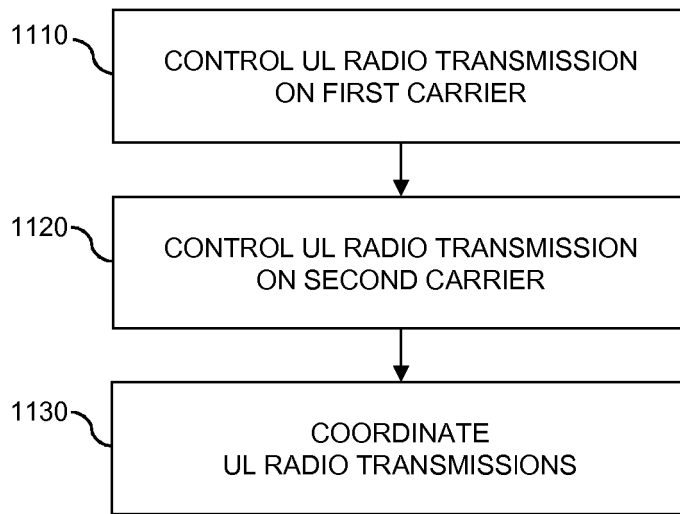 1110
CONTROL UL RADIO TRANSMISSION
ON FIRST CARRIER
1120
CONTROL UL RADIO TRANSMISSION
ON SECOND CARRIER
1130
COORDINATE
UL RADIO TRANSMISSIONS